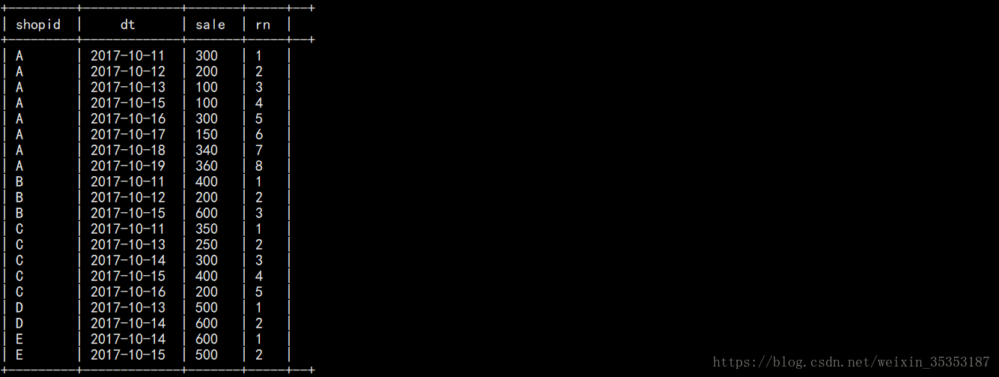 +---------+-------------+-------+-----+--+
| shopid  |     dt      | sale  | rn  |
+---------+-------------+-------+-----+--+
| A       | 2017-10-11  | 300   | 1   |
| A       | 2017-10-12  | 200   | 2   |
| A       | 2017-10-13  | 100   | 3   |
| A       | 2017-10-15  | 100   | 4   |
| A       | 2017-10-16  | 300   | 5   |
| A       | 2017-10-17  | 150   | 6   |
| A       | 2017-10-18  | 340   | 7   |
| A       | 2017-10-19  | 360   | 8   |
| B       | 2017-10-11  | 400   | 1   |
| B       | 2017-10-12  | 200   | 2   |
| B       | 2017-10-15  | 600   | 3   |
| C       | 2017-10-11  | 350   | 1   |
| C       | 2017-10-13  | 250   | 2   |
| C       | 2017-10-14  | 300   | 3   |
| C       | 2017-10-15  | 400   | 4   |
| C       | 2017-10-16  | 200   | 5   |
| D       | 2017-10-13  | 500   | 1   |
| D       | 2017-10-14  | 600   | 2   |
| E       | 2017-10-14  | 600   | 1   |
| E       | 2017-10-15  | 500   | 2   |
+---------+-------------+-------+-----+--+
https://blog.csdn.net/weixin_35353187